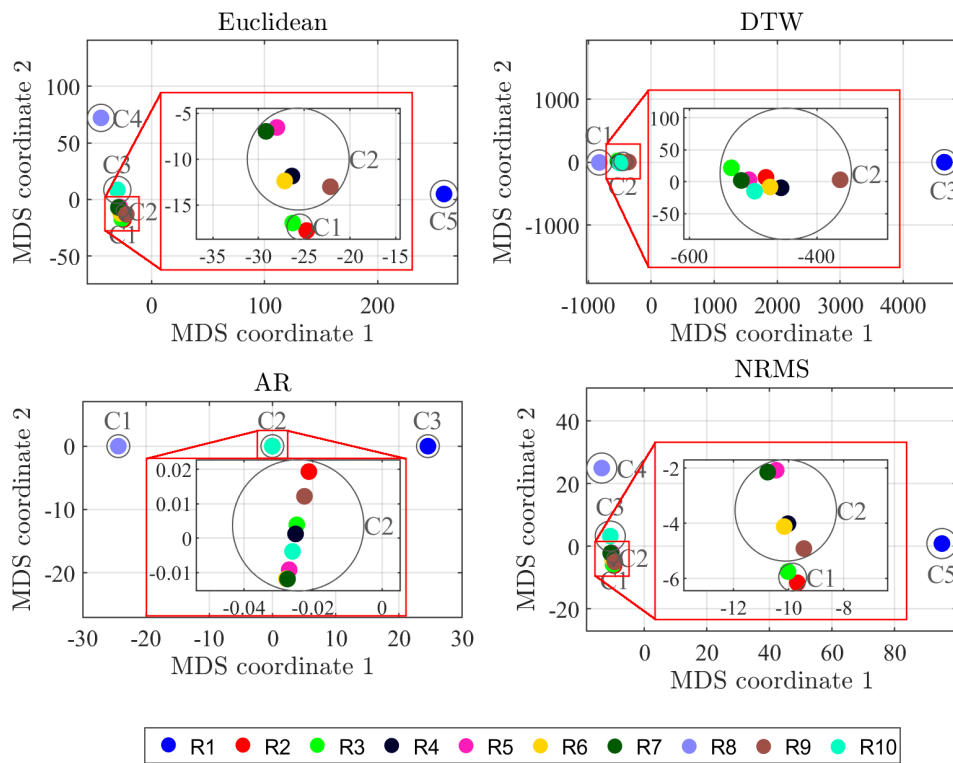 Euclidean
MDS coordinate 2
100
50
0
-50
0
100
200
MDS coordinate 1
C4
C3
C2
C1
C5
-5
-10
-15
-35
-30
-25
-20
-15
C2
C1
DTW
MDS coordinate 2
1000
0
-1000
-1000
0
1000
2000
3000
4000
MDS coordinate 1
C1
C2
C3
100
50
0
-50
-600
-400
C2
AR
MDS coordinate 2
0
-10
-20
-30
-20
-10
0
10
20
30
MDS coordinate 1
C1
C2
C3
0.02
0.01
0
-0.01
-0.04
-0.02
0
C2
NRMS
MDS coordinate 2
40
20
0
-20
0
20
40
60
80
MDS coordinate 1
C4
C3
C2
C1
C5
-2
-4
-6
-12
-10
-8
C2
C1
R1 R2 R3 R4 R5 R6 R7 R8 R9 R10